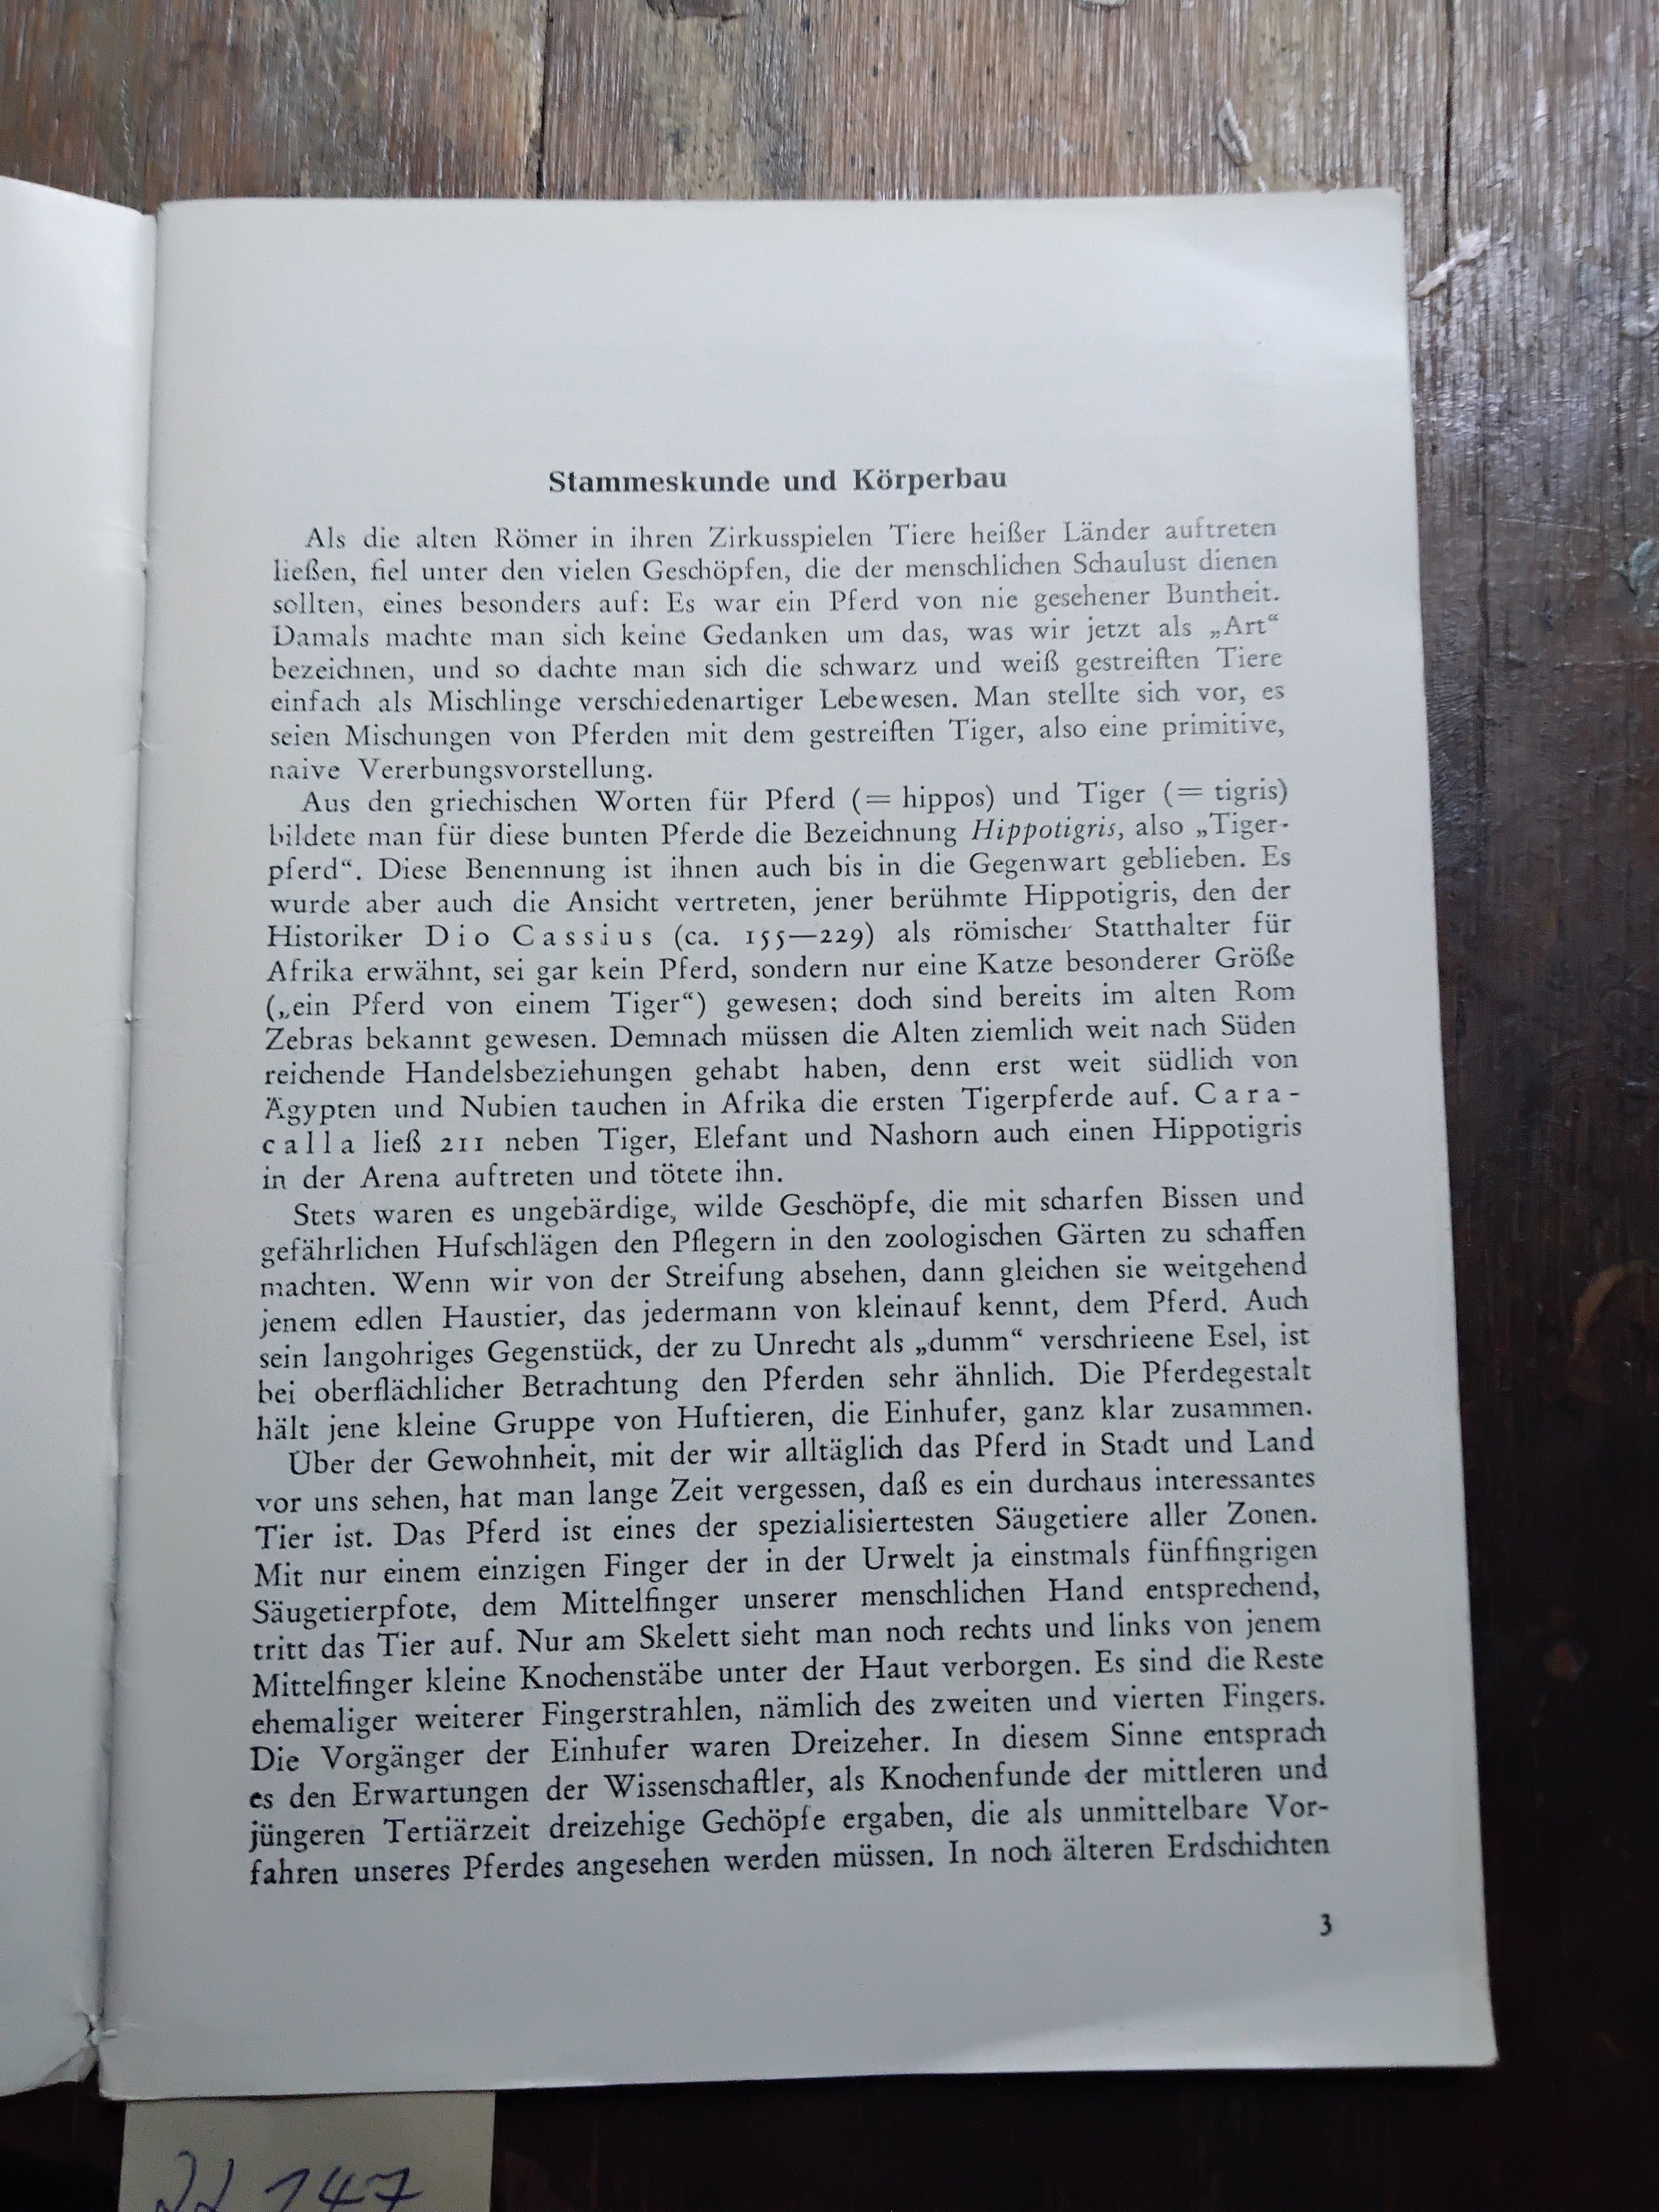 Stammeskunde und Körperbau
Als die alten Römer in ihren Zirkusspielen Tiere heißer Länder auftreten
ließen, fiel unter den vielen Geschöpfen, die der menschlichen Schaulust dienen
sollten, eines besonders auf: Es war ein Pferd von nie gesehener Buntheit.
Damals machte man sich keine Gedanken um das, was wir jetzt als „Art“
bezeichnen, und so dachte man sich die schwarz und weiß gestreiften Tiere
einfach als Mischlinge verschiedenartiger Lebewesen. Man stellte sich vor, es
seien Mischungen von Pferden mit dem gestreiften Tiger, also eine primitive,
naive Vererbungsvorstellung.
Aus den griechischen Worten für Pferd (= hippos) und Tiger (= tigris)
bildete man für diese bunten Pferde die Bezeichnung Hippotigris, also „Tiger-
pferd“. Diese Benennung ist ihnen auch bis in die Gegenwart geblieben. Es
wurde aber auch die Ansicht vertreten, jener berühmte Hippotigris, den der
Historiker Dio Cassius (ca. 155—229) als römischer Statthalter für
Afrika erwähnt, sei gar kein Pferd, sondern nur eine Katze besonderer Größe
(„ein Pferd von einem Tiger“) gewesen; doch sind bereits im alten Rom
Zebras bekannt gewesen. Demnach müssen die Alten ziemlich weit nach Süden
reichende Handelsbeziehungen gehabt haben, denn erst weit südlich von
Ägypten und Nubien tauchen in Afrika die ersten Tigerpferde auf. Cara-
calla ließ 211 neben Tiger, Elefant und Nashorn auch einen Hippotigris
in der Arena auftreten und tötete ihn.
Stets waren es ungebärdige, wilde Geschöpfe, die mit scharfen Bissen und
gefährlichen Hufschlägen den Pflegern in den zoologischen Gärten zu schaffen
machten. Wenn wir von der Streifung absehen, dann gleichen sie weitgehend
jenem edlen Haustier, das jedermann von kleinauf kennt, dem Pferd. Auch
sein langohriges Gegenstück, der zu Unrecht als „dumm“ verschrieene Esel, ist
bei oberflächlicher Betrachtung den Pferden sehr ähnlich. Die Pferdegestalt
hält jene kleine Gruppe von Huftieren, die Einhufer, ganz klar zusammen.
Über der Gewohnheit, mit der wir alltäglich das Pferd in Stadt und Land
vor uns sehen, hat man lange Zeit vergessen, daß es ein durchaus interessantes
Tier ist. Das Pferd ist eines der spezialisiertesten Säugetiere aller Zonen.
Mit nur einem einzigen Finger der in der Urwelt ja einstmals fünffingrigen
Säugetierpfote, dem Mittelfinger unserer menschlichen Hand entsprechend,
tritt das Tier auf. Nur am Skelett sieht man noch rechts und links von jenem
Mittelfinger kleine Knochenstäbe unter der Haut verborgen. Es sind die Reste
ehemaliger weiterer Fingerstrahlen, nämlich des zweiten und vierten Fingers.
Die Vorgänger der Einhufer waren Dreizeher. In diesem Sinne entsprach
es den Erwartungen der Wissenschaftler, als Knochenfunde der mittleren und
jüngeren Tertiärzeit dreizehige Gechöpfe ergaben, die als unmittelbare Vor-
fahren unseres Pferdes angesehen werden müssen. In noch älteren Erdschichten
3
147